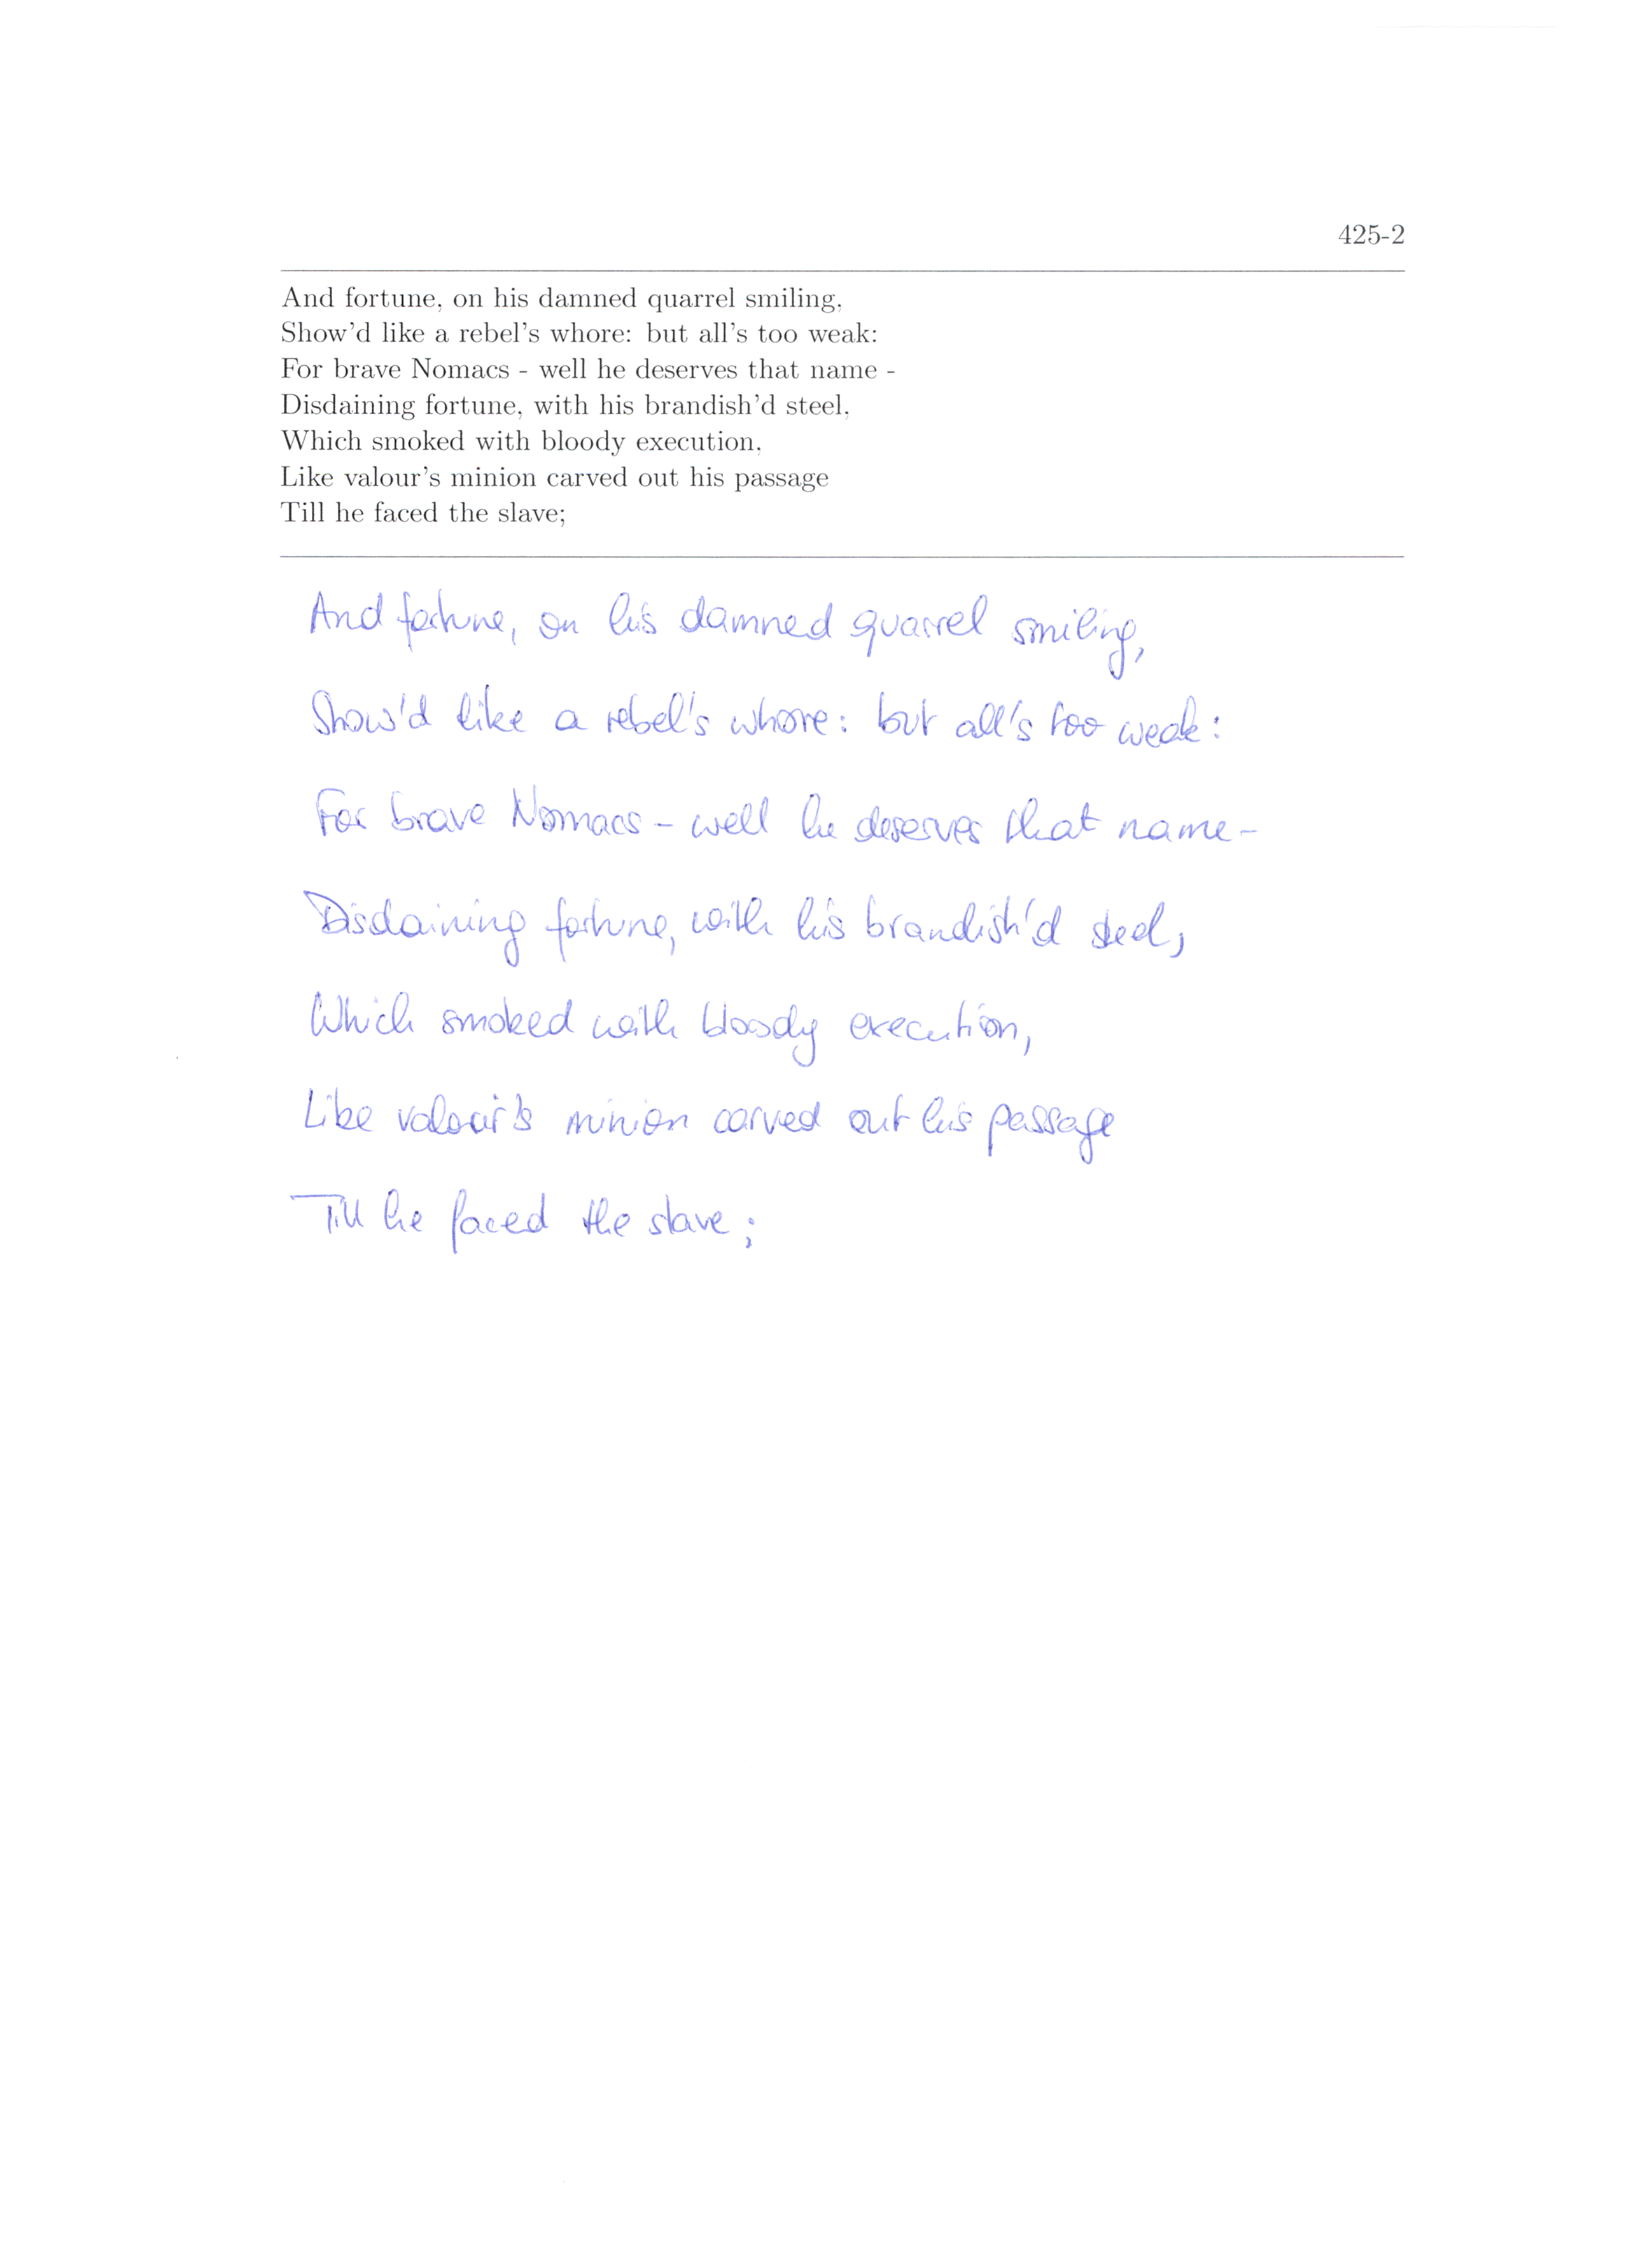 425-2
And fortune, on his damned quarrel smiling,
Show'd like a rebel's whore: but all's too weak:
For brave Nomacs - well he deserves that name -
Disdaining fortune, with his brandish'd steel,
Which smoked with bloody execution,
Like valour's minion carved out his passage
Till he faced the slave;
And fortune, on his damned quarrel smiling,
Show'd like a rebel's whore: but all's too weak:
For brave Nomacs - well he deserves that name -
Disdaining fortune, with his brandish'd steel,
Which smoked with bloody execution,
Like valour's minion carved out his passage
Till he faced the slave;